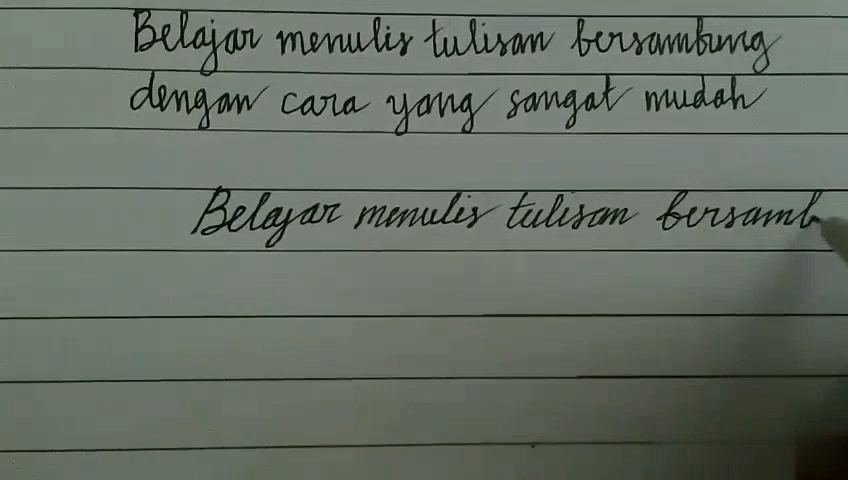 Belajar menulis tulisan bersambung
dengan cara yang sangat mudah
Belajar menulis tulisan bersamb